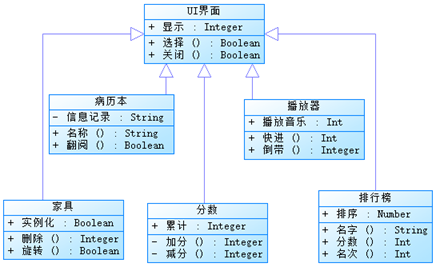 UI界面
+ 显示 : Integer
+ 选择 () : Boolean
+ 关闭 () : Boolean
病历本
- 信息记录 : String
+ 名称 () : String
+ 翻阅 () : Boolean
播放器
+ 播放音乐 : Int
+ 快进 () : Int
+ 倒带 () : Integer
家具
+ 实例化 : Boolean
+ 删除 () : Integer
+ 旋转 () : Boolean
分数
+ 累计 : Integer
- 加分 () : Integer
- 减分 () : Integer
排行榜
+ 排序 : Number
+ 名字 () : String
+ 分数 () : Int
+ 名次 () : Int